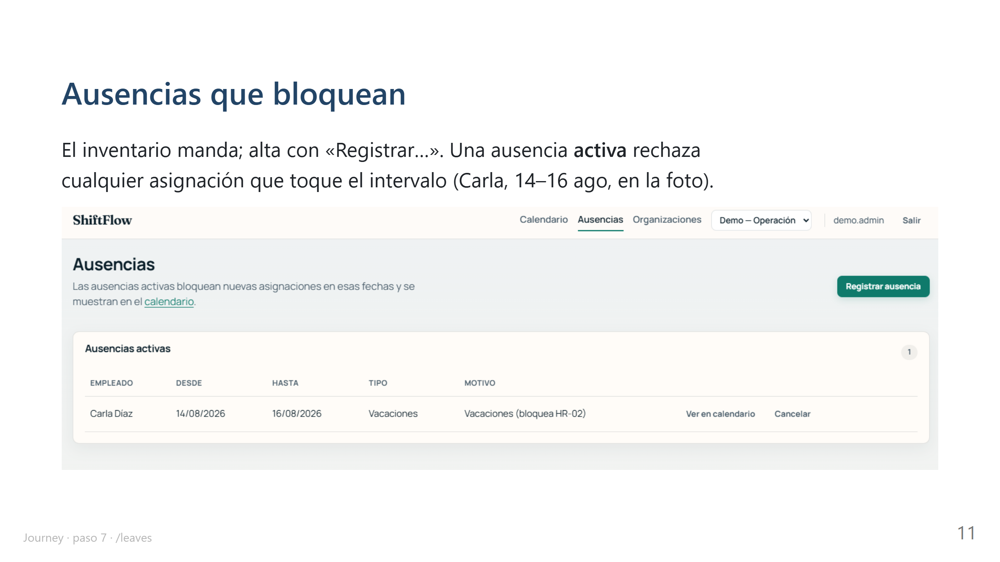 Ausencias que bloquean
El inventario manda; alta con «Registrar…». Una ausencia activa rechaza
cualquier asignación que toque el intervalo (Carla, 14–16 ago, en la foto).
ShiftFlow Calendario Ausencias Organizaciones Demo – Operación demo.admin Salir
Ausencias
Las ausencias activas bloquean nuevas asignaciones en esas fechas y se
muestran en el calendario.
Registrar ausencia
Ausencias activas 1
EMPLEADO DESDE HASTA TIPO MOTIVO
Carla Díaz 14/08/2026 16/08/2026 Vacaciones Vacaciones (bloquea HR-02) Ver en calendario Cancelar
Journey · paso 7 · /leaves 11